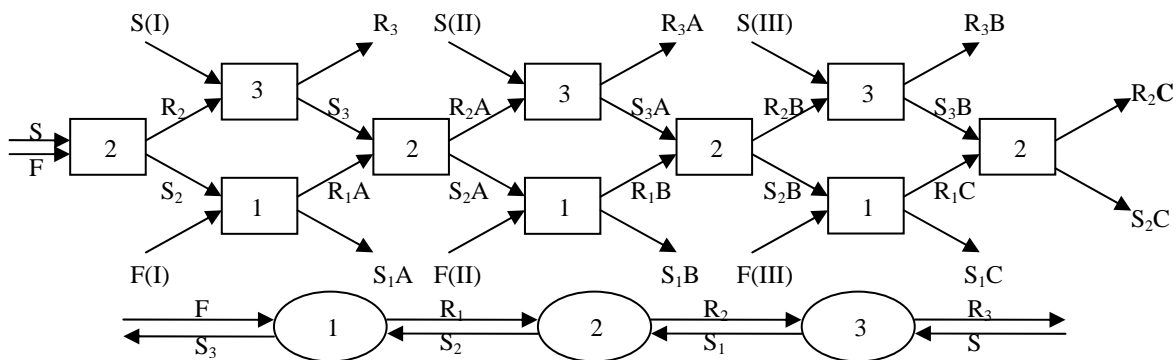 S(I) R₃ S(II) R₃A S(III) R₃B
3 3 3
R₂ S₃ R₂A S₃A R₂B S₃B R₂C
S 2 2 2 2
F
S₂ R₁A S₂A R₁B S₂B R₁C
1 1 1 S₂C
F(I) S₁A F(II) S₁B F(III) S₁C
F R₁ R₂ R₃
1 2 3
S₃ S₂ S₁ S